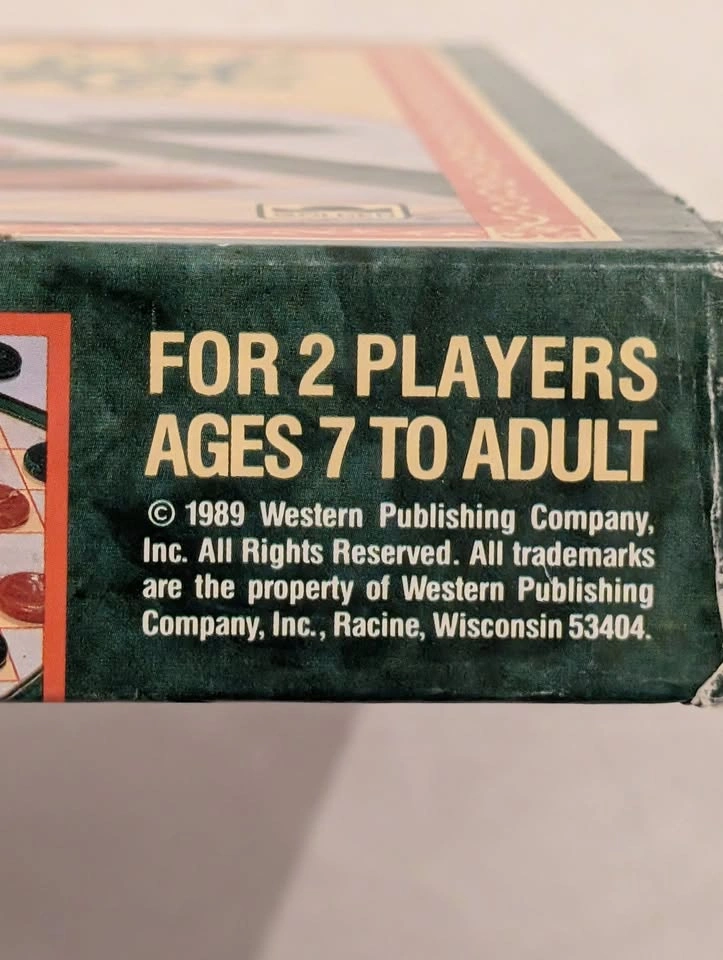 FOR 2 PLAYERS
AGES 7 TO ADULT
© 1989 Western Publishing Company,
Inc. All Rights Reserved. All trademarks
are the property of Western Publishing
Company, Inc., Racine, Wisconsin 53404.